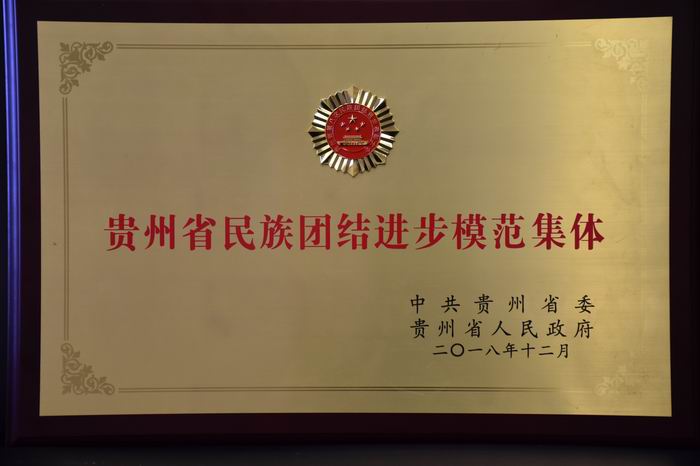 贵州省民族团结进步模范集体
中共贵州省委
贵州省人民政府
二〇一八年十二月